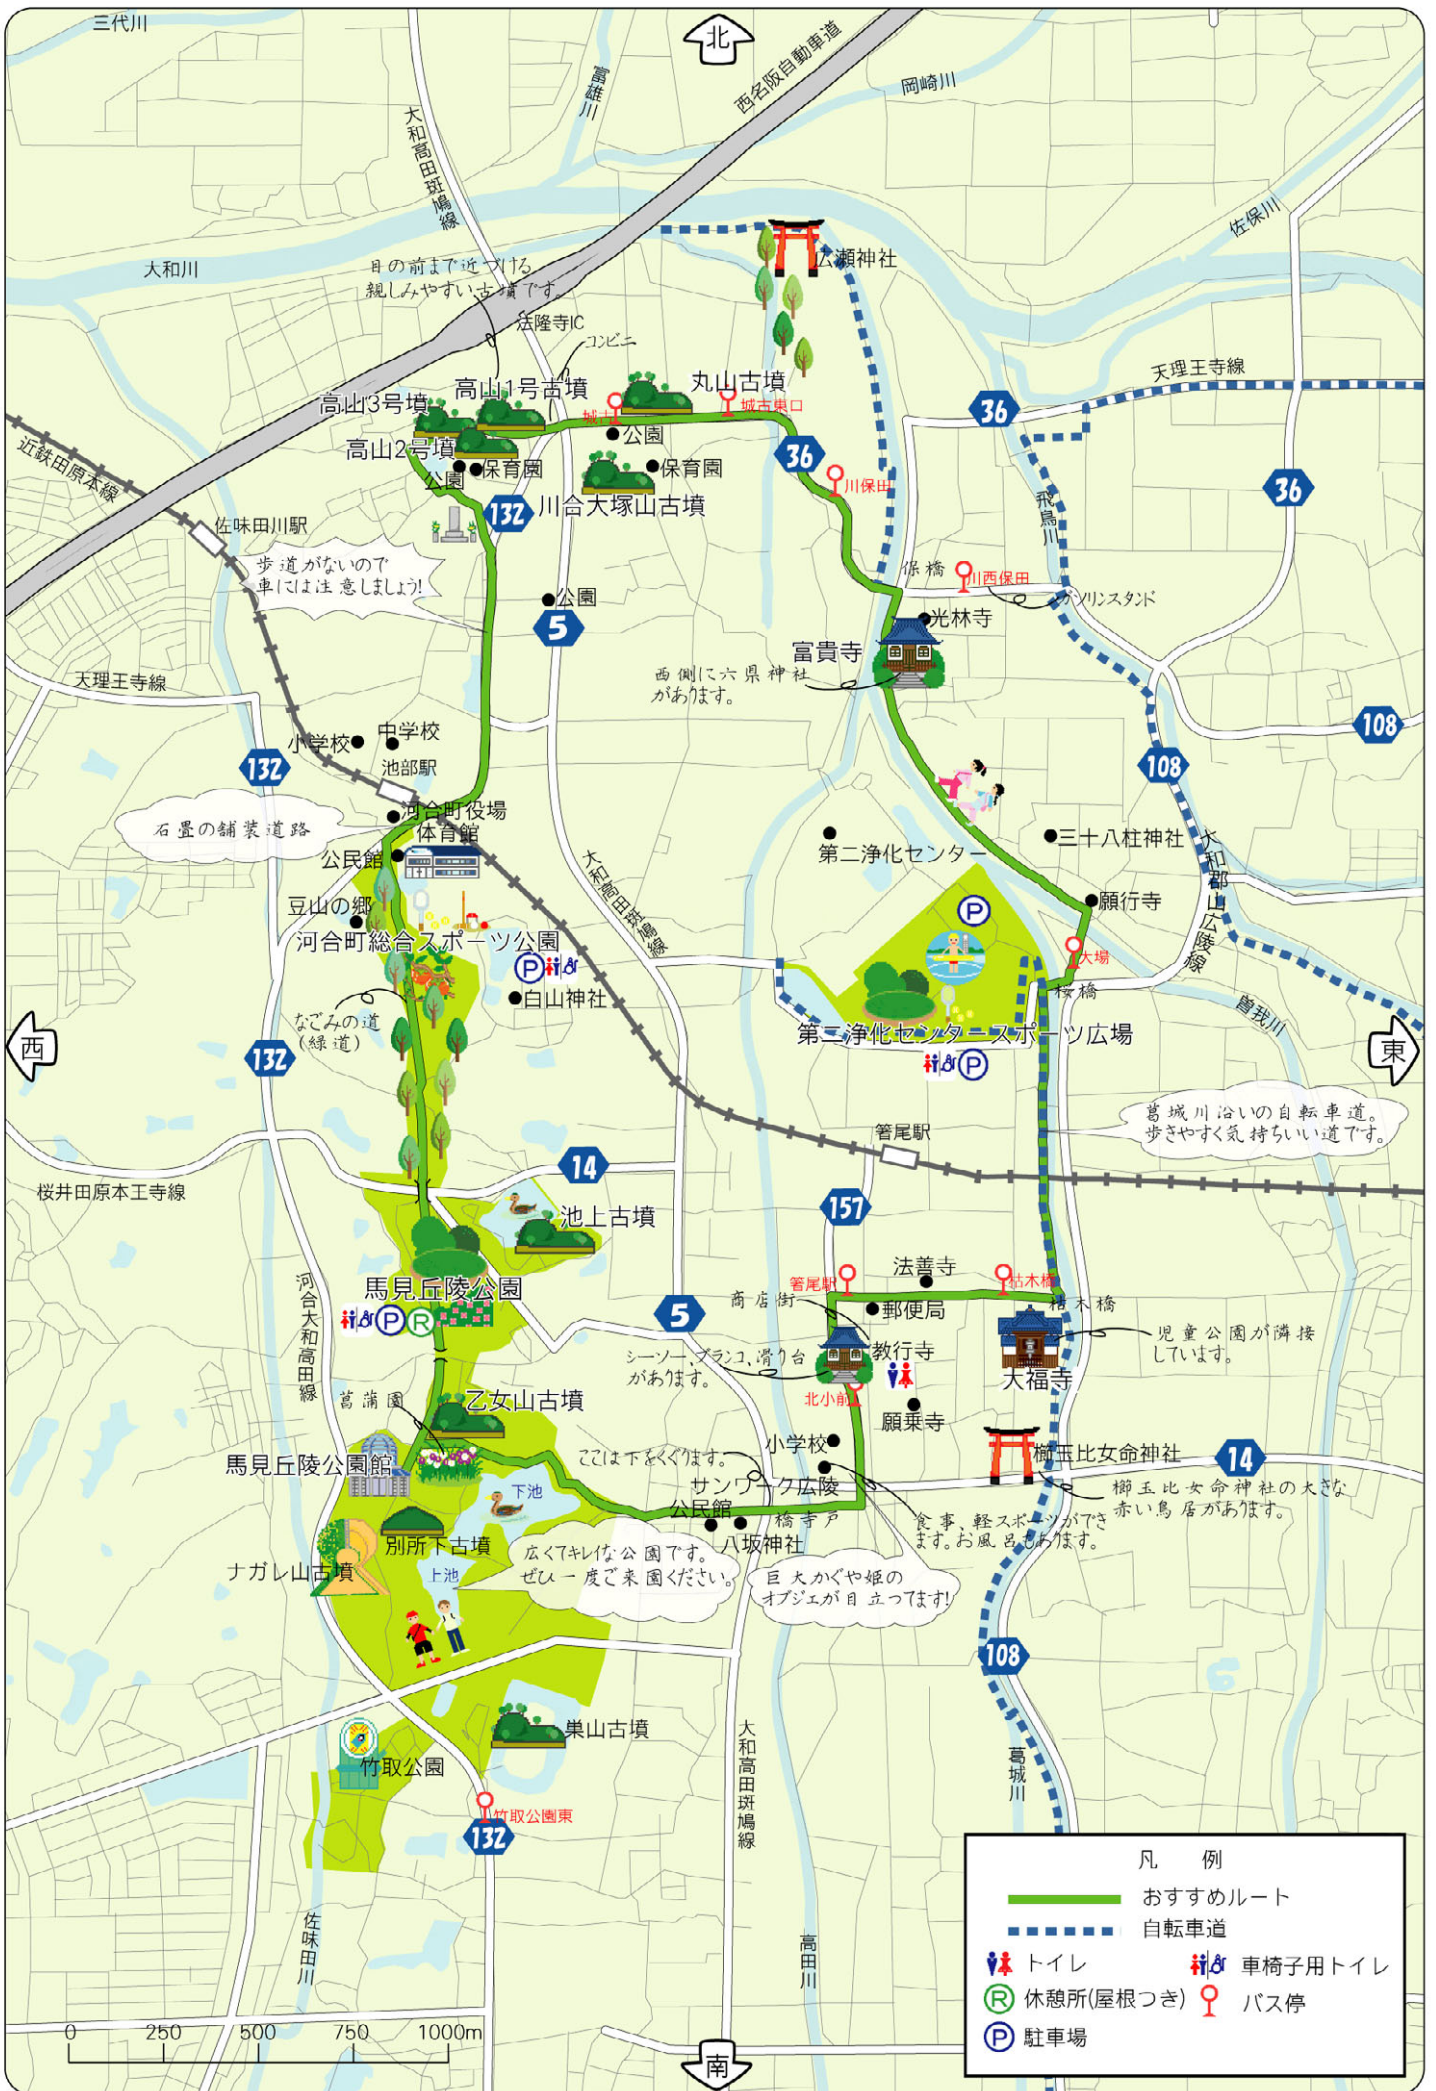 三代川
北
西名阪自動車道
岡崎川
富雄川
大和高田斑鳩線
佐保川
大和川
広瀬神社
目の前まで近づける
親しみやすい古墳です。
法隆寺IC
コンビニ
天理王寺線
高山1号古墳
丸山古墳
高山3号墳
城古
城古東口
36
高山2号墳
公園
36
近鉄田原本線
公園
保育園
保育園
川保田
36
132
川合大塚山古墳
飛鳥川
佐味田川駅
歩道がないので
車には注意しましょう!
保橋
川西保田
ガソリンスタンド
公園
5
光林寺
富貴寺
西側に六県神社
があります。
天理王寺線
108
小学校
中学校
132
池部駅
108
河合町役場
石畳の舗装道路
体育館
公民館
第二浄化センター
三十八柱神社
大和高田斑鳩線
大和郡山広陵線
豆山の郷
願行寺
P
河合町総合スポーツ公園
P
大場
白山神社
桜橋
曽我川
なごみの道
(緑道)
第二浄化センタースポーツ広場
西
132
東
P
葛城川沿いの自転車道。
歩きやすく気持ちいい道です。
箸尾駅
14
桜井田原本王寺線
157
池上古墳
法善寺
箸尾駅
枯木橋
馬見丘陵公園
河合大和高田線
P
R
商店街
郵便局
枯木橋
5
児童公園が隣接
しています。
シーソー、ブランコ、滑り台
があります。
教行寺
大福寺
菖蒲園
乙女山古墳
北小前
願乗寺
小学校
馬見丘陵公園館
ここは下をくぐります。
櫛玉比女命神社
14
サンワーク広陵
櫛玉比女命神社の大きな
赤い鳥居があります。
下池
公民館
橋寺戸
食事、軽スポーツができ
ます。お風呂もあります。
別所下古墳
八坂神社
広くてキレイな公園です。
ぜひ一度ご来園ください。
上池
ナガレ山古墳
巨大かぐや姫の
オブジェが目立ってます!
108
巣山古墳
竹取公園
大和高田斑鳩線
葛城川
竹取公園東
132
佐味田川
高田川
凡 例
おすすめルート
自転車道
トイレ
車椅子用トイレ
R 休憩所(屋根つき)
バス停
P 駐車場
0 250 500 750 1000m
南